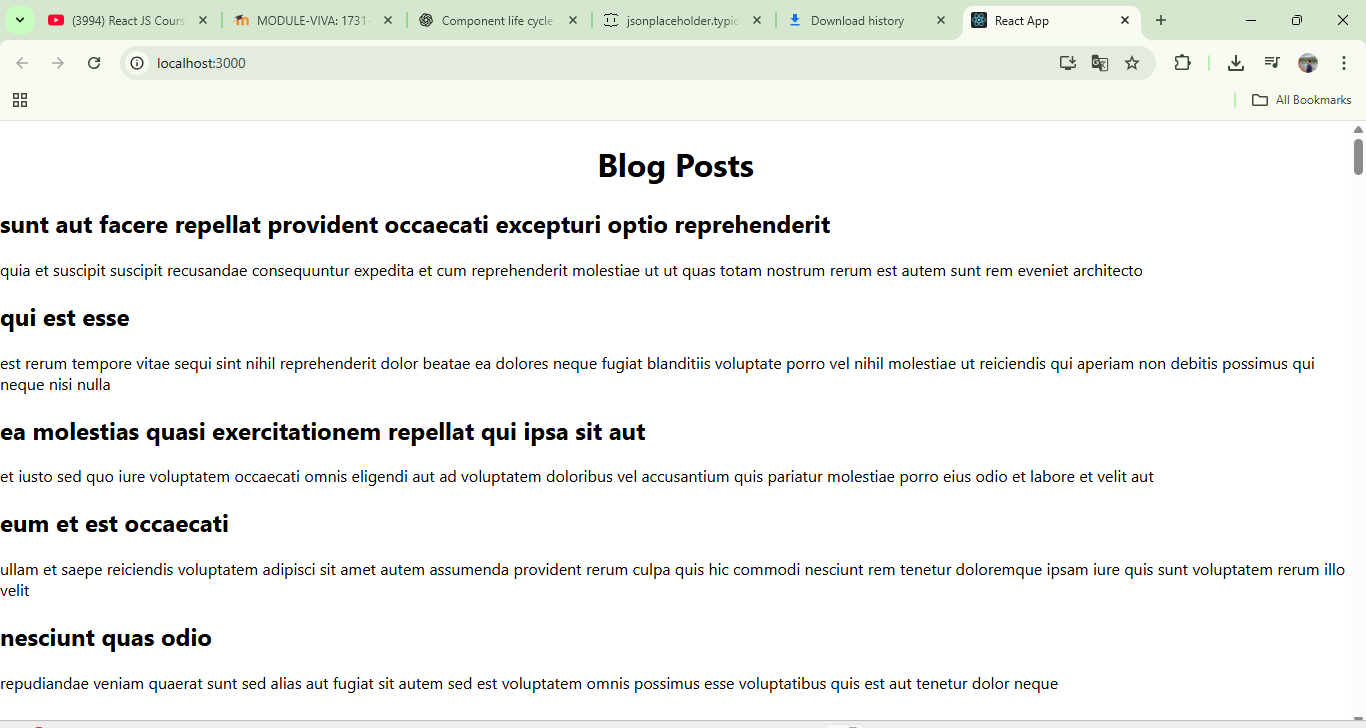 (3994) React JS Cours
MODULE-VIVA: 1731-
Component life cycle
jsonplaceholder.typic
Download history
React App
localhost:3000
All Bookmarks
Blog Posts
sunt aut facere repellat provident occaecati excepturi optio reprehenderit
quia et suscipit suscipit recusandae consequuntur expedita et cum reprehenderit molestiae ut ut quas totam nostrum rerum est autem sunt rem eveniet architecto
qui est esse
est rerum tempore vitae sequi sint nihil reprehenderit dolor beatae ea dolores neque fugiat blanditiis voluptate porro vel nihil molestiae ut reiciendis qui aperiam non debitis possimus qui
neque nisi nulla
ea molestias quasi exercitationem repellat qui ipsa sit aut
et iusto sed quo iure voluptatem occaecati omnis eligendi aut ad voluptatem doloribus vel accusantium quis pariatur molestiae porro eius odio et labore et velit aut
eum et est occaecati
ullam et saepe reiciendis voluptatem adipisci sit amet autem assumenda provident rerum culpa quis hic commodi nesciunt rem tenetur doloremque ipsam iure quis sunt voluptatem rerum illo
velit
nesciunt quas odio
repudiandae veniam quaerat sunt sed alias aut fugiat sit autem sed est voluptatem omnis possimus esse voluptatibus quis est aut tenetur dolor neque